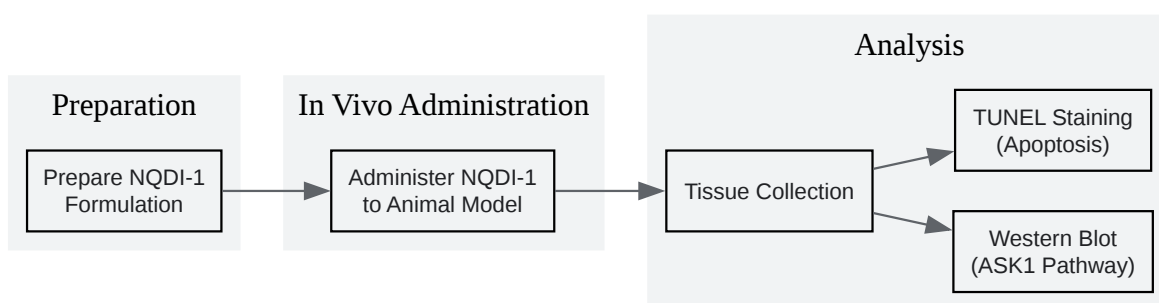 Preparation
Prepare NQDI-1
Formulation
In Vivo Administration
Administer NQDI-1
to Animal Model
Analysis
Tissue Collection
TUNEL Staining
(Apoptosis)
Western Blot
(ASK1 Pathway)